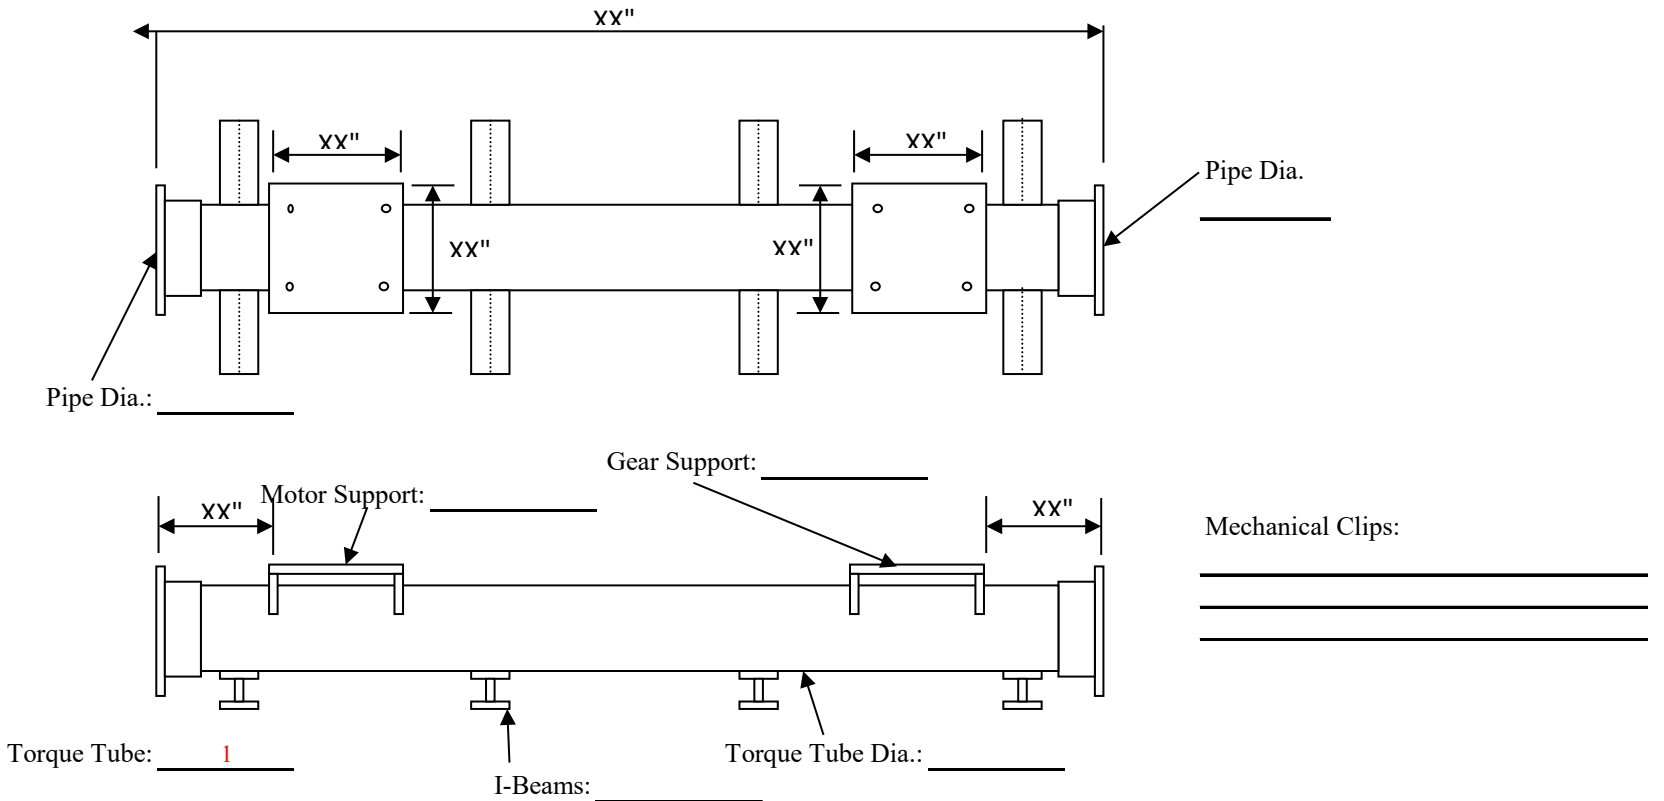 XX"
XX" XX"
Pipe Dia.
XX" XX"
Pipe Dia.:
Gear Support:
Motor Support:
XX" XX"
Mechanical Clips:
Torque Tube: 1
Torque Tube Dia.:
I-Beams: